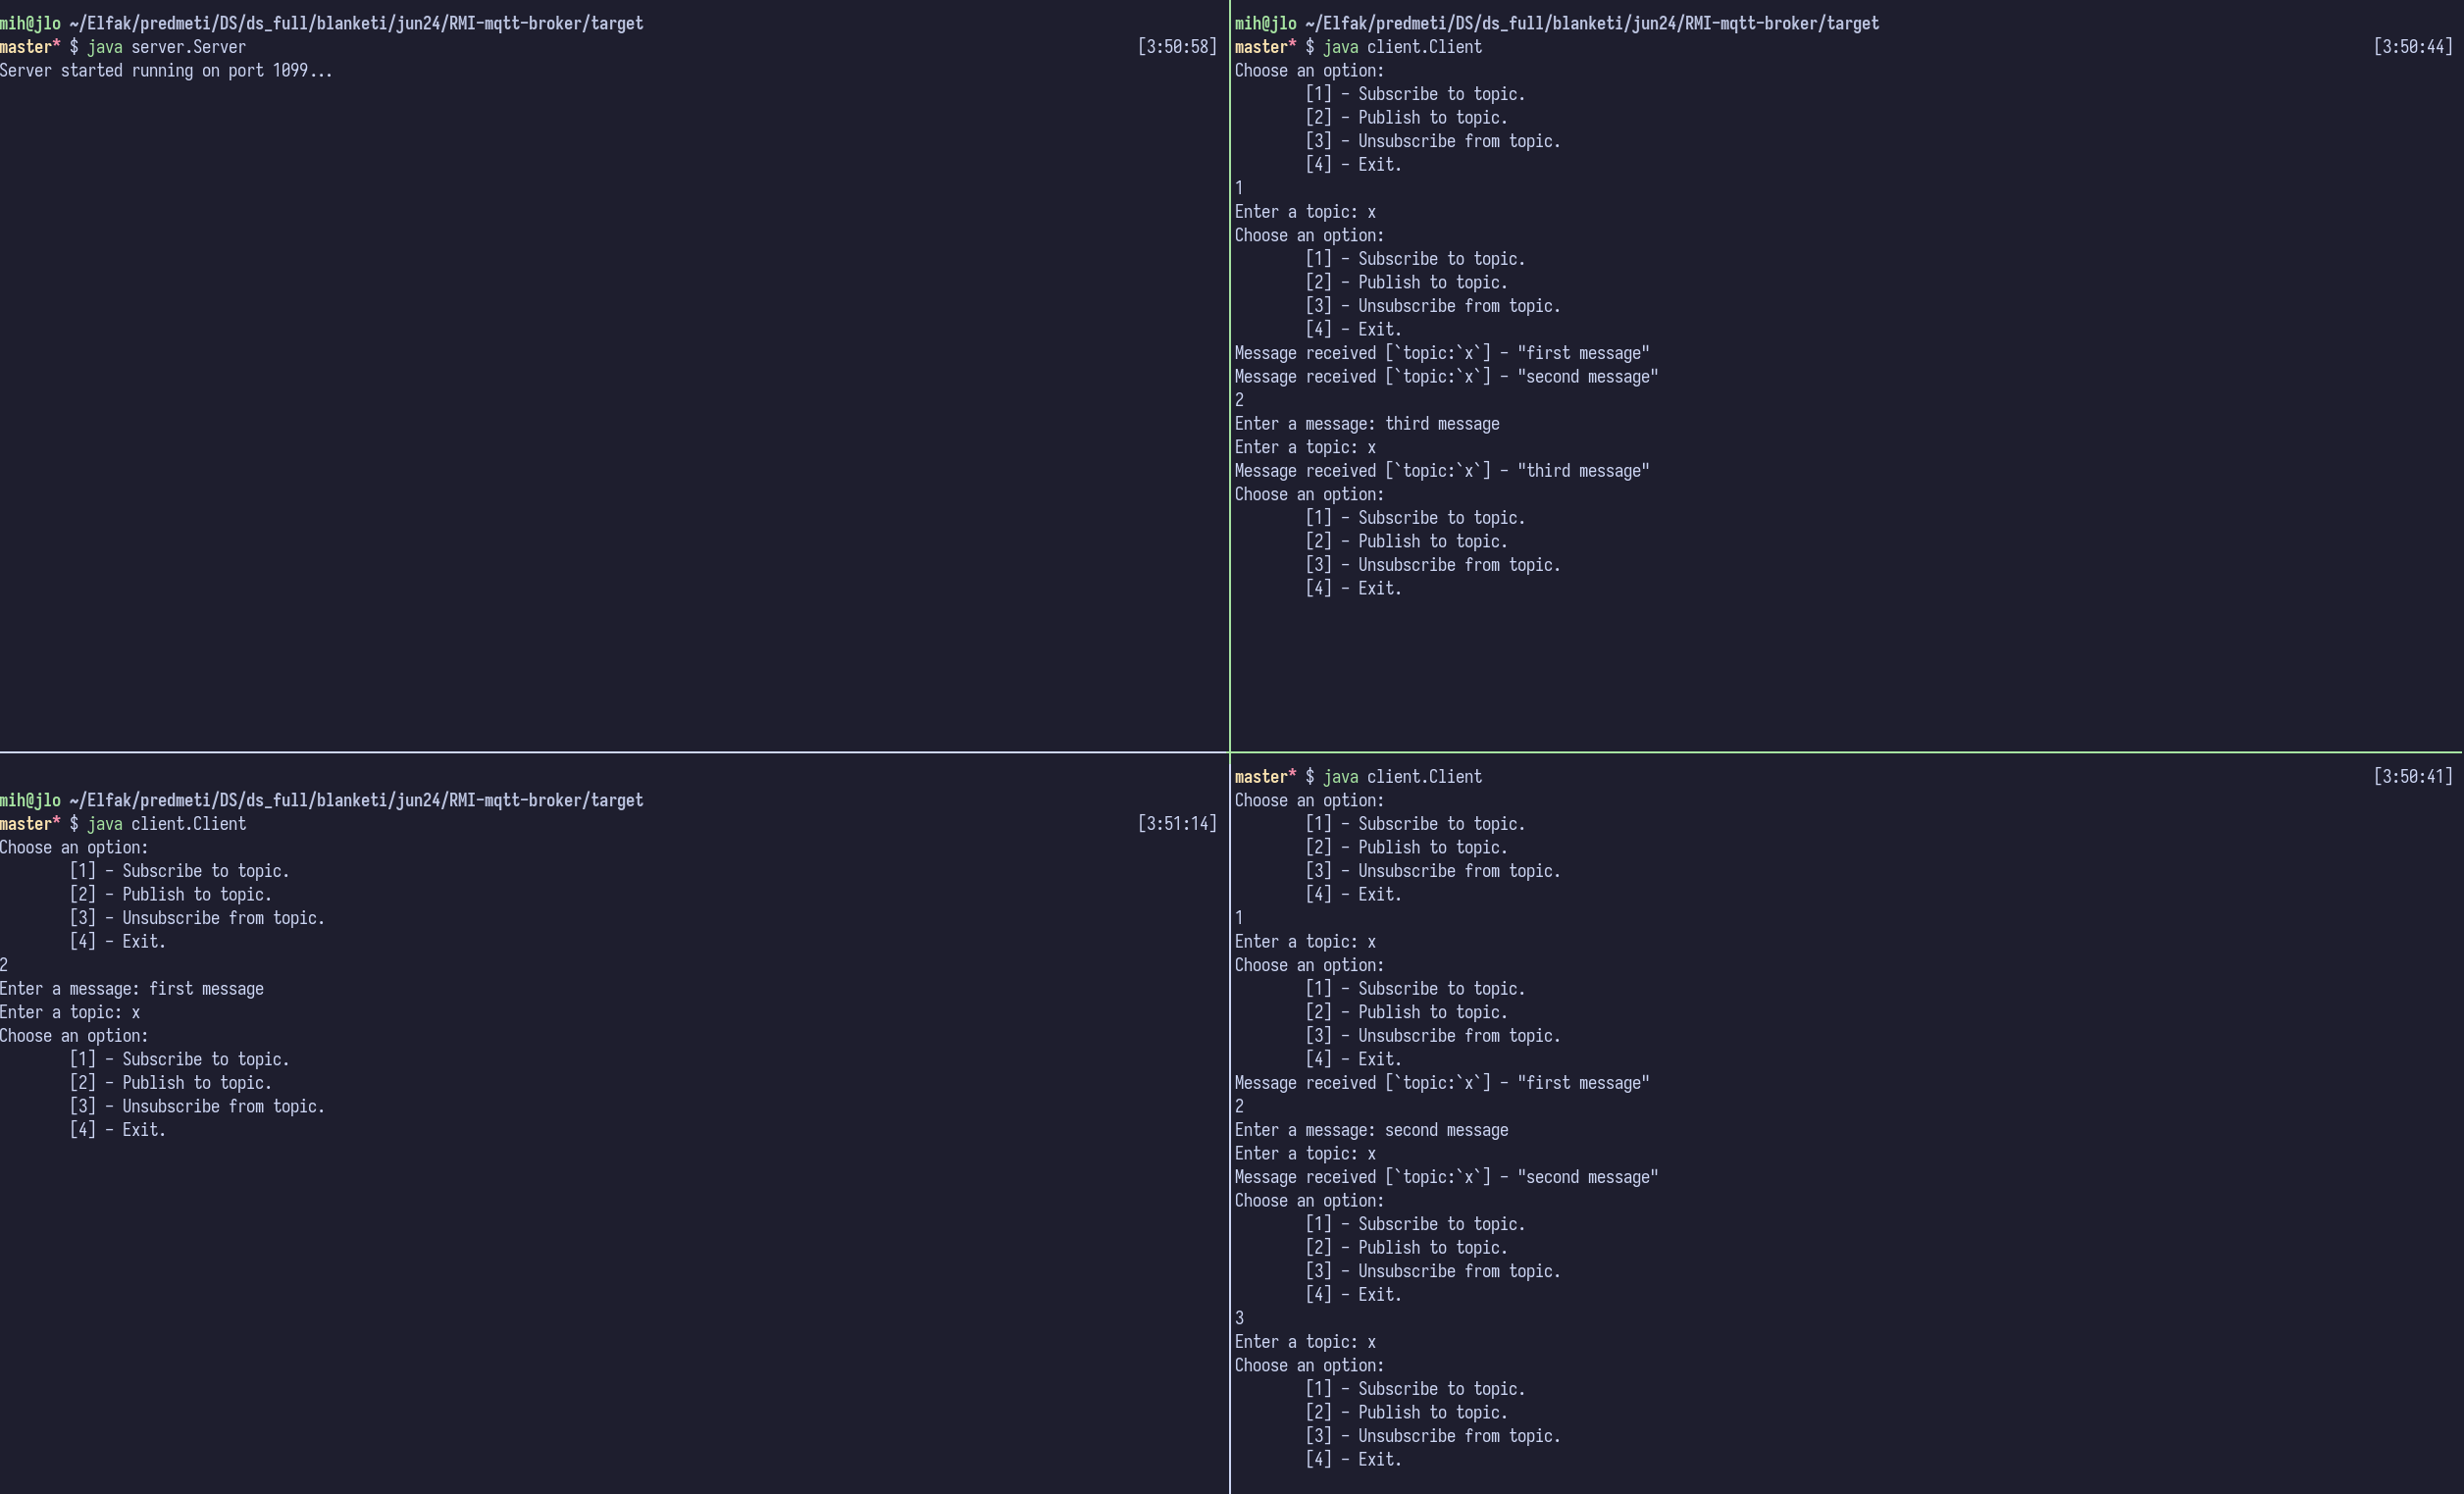 mih@jlo ~/Elfak/predmeti/DS/ds_full/blanketi/jun24/RMI-mqtt-broker/target
master* $ java server.Server [3:50:58]
Server started running on port 1099...
mih@jlo ~/Elfak/predmeti/DS/ds_full/blanketi/jun24/RMI-mqtt-broker/target
master* $ java client.Client [3:50:44]
Choose an option:
[1] - Subscribe to topic.
[2] - Publish to topic.
[3] - Unsubscribe from topic.
[4] - Exit.
1
Enter a topic: x
Choose an option:
[1] - Subscribe to topic.
[2] - Publish to topic.
[3] - Unsubscribe from topic.
[4] - Exit.
Message received [`topic:`x`] - "first message"
Message received [`topic:`x`] - "second message"
2
Enter a message: third message
Enter a topic: x
Message received [`topic:`x`] - "third message"
Choose an option:
[1] - Subscribe to topic.
[2] - Publish to topic.
[3] - Unsubscribe from topic.
[4] - Exit.
mih@jlo ~/Elfak/predmeti/DS/ds_full/blanketi/jun24/RMI-mqtt-broker/target
master* $ java client.Client [3:51:14]
Choose an option:
[1] - Subscribe to topic.
[2] - Publish to topic.
[3] - Unsubscribe from topic.
[4] - Exit.
2
Enter a message: first message
Enter a topic: x
Choose an option:
[1] - Subscribe to topic.
[2] - Publish to topic.
[3] - Unsubscribe from topic.
[4] - Exit.
master* $ java client.Client [3:50:41]
Choose an option:
[1] - Subscribe to topic.
[2] - Publish to topic.
[3] - Unsubscribe from topic.
[4] - Exit.
1
Enter a topic: x
Choose an option:
[1] - Subscribe to topic.
[2] - Publish to topic.
[3] - Unsubscribe from topic.
[4] - Exit.
Message received [`topic:`x`] - "first message"
2
Enter a message: second message
Enter a topic: x
Message received [`topic:`x`] - "second message"
Choose an option:
[1] - Subscribe to topic.
[2] - Publish to topic.
[3] - Unsubscribe from topic.
[4] - Exit.
3
Enter a topic: x
Choose an option:
[1] - Subscribe to topic.
[2] - Publish to topic.
[3] - Unsubscribe from topic.
[4] - Exit.